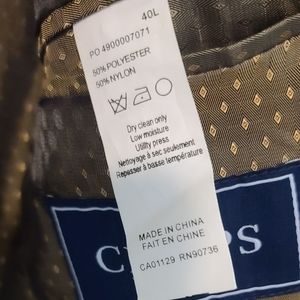 40L
PO 4900007071
50% POLYESTER
50% NYLON
Dry clean only
Low moisture
Utility press
Nettoyage à sec seulement
Repasser à basse température
MADE IN CHINA
FAIT EN CHINE
CA01129 RN90736